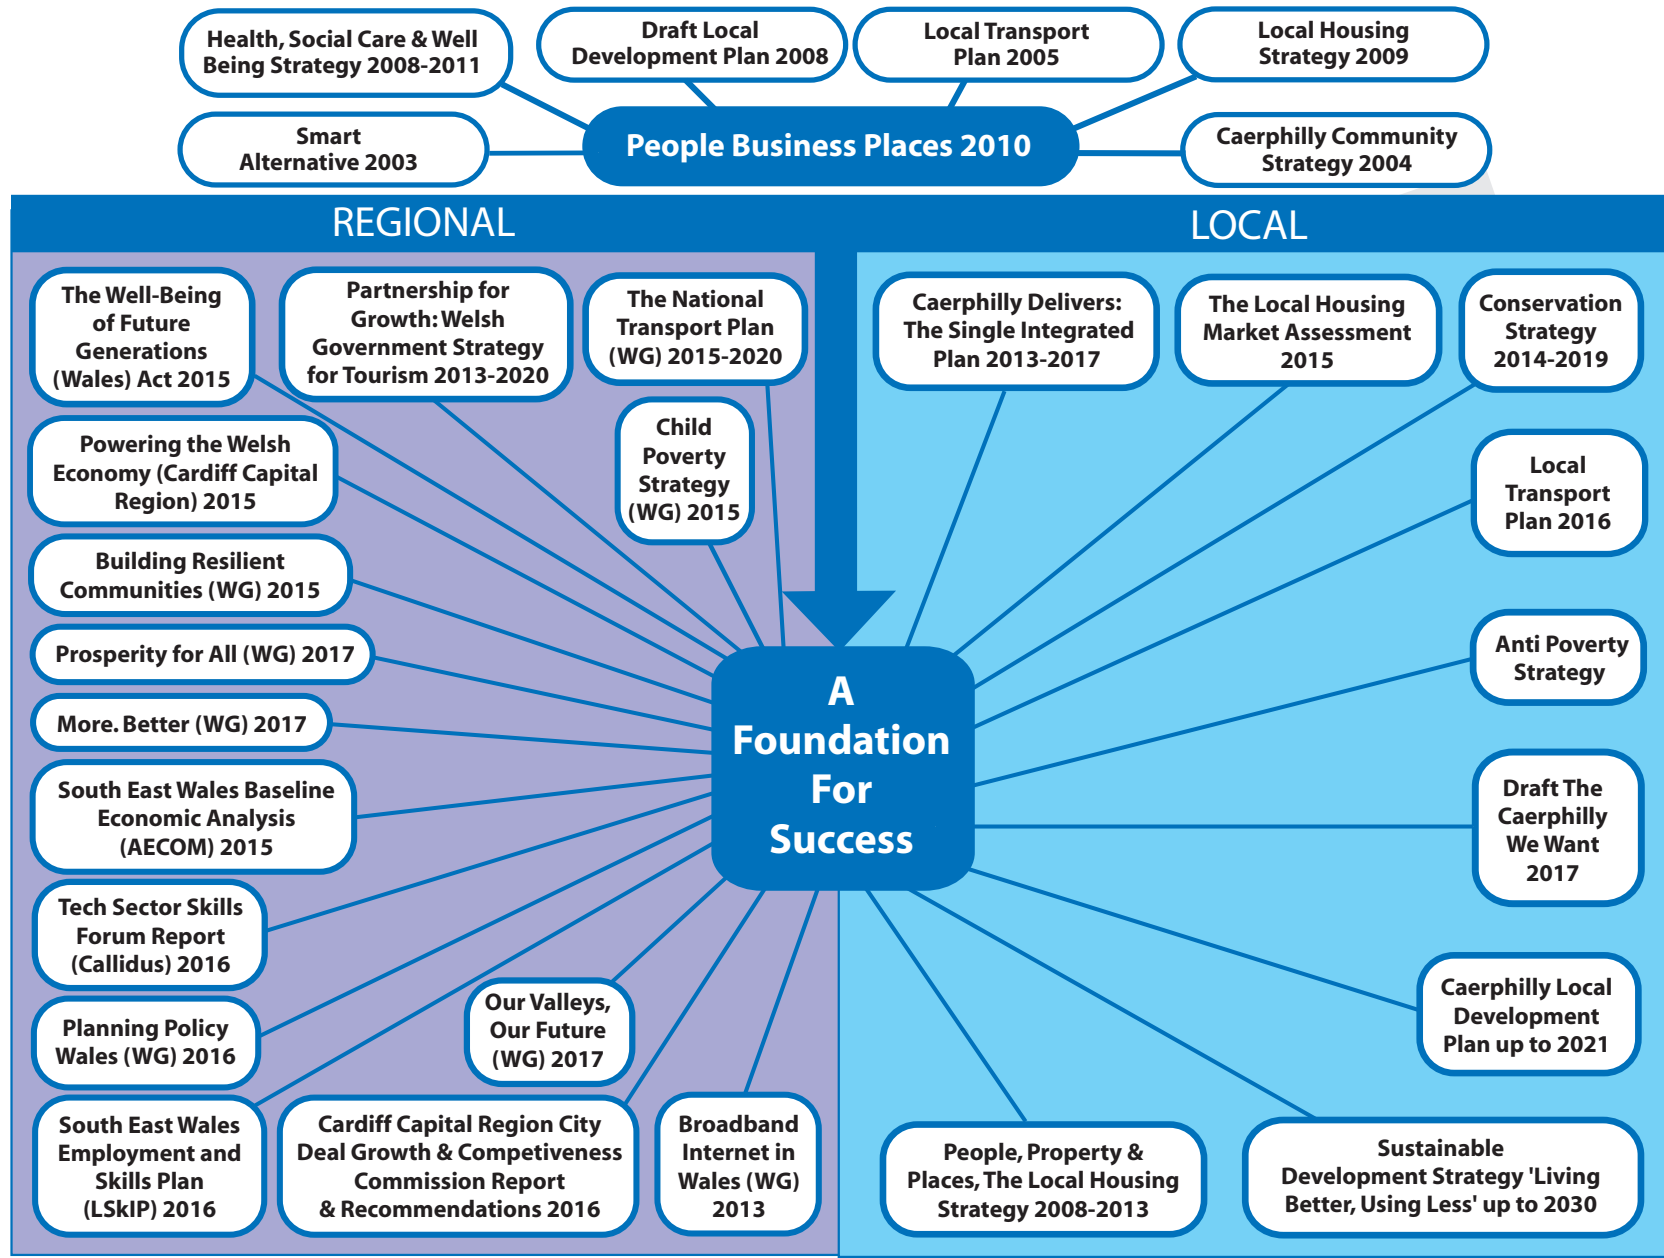 Health, Social Care & Well
Being Strategy 2008-2011
Draft Local
Development Plan 2008
Local Transport
Plan 2005
Local Housing
Strategy 2009
Smart
Alternative 2003
People Business Places 2010
Caerphilly Community
Strategy 2004
REGIONAL
LOCAL
The Well-Being
of Future
Generations
(Wales) Act 2015
Partnership for
Growth: Welsh
Government Strategy
for Tourism 2013-2020
The National
Transport Plan
(WG) 2015-2020
Child
Poverty
Strategy
(WG) 2015
Powering the Welsh
Economy (Cardiff Capital
Region) 2015
Building Resilient
Communities (WG) 2015
Prosperity for All (WG) 2017
More. Better (WG) 2017
South East Wales Baseline
Economic Analysis
(AECOM) 2015
Tech Sector Skills
Forum Report
(Callidus) 2016
Planning Policy
Wales (WG) 2016
South East Wales
Employment and
Skills Plan
(LSkIP) 2016
Our Valleys,
Our Future
(WG) 2017
Cardiff Capital Region City
Deal Growth & Competiveness
Commission Report
& Recommendations 2016
Broadband
Internet in
Wales (WG)
2013
A
Foundation
For
Success
Caerphilly Delivers:
The Single Integrated
Plan 2013-2017
The Local Housing
Market Assessment
2015
Conservation
Strategy
2014-2019
Local
Transport
Plan 2016
Anti Poverty
Strategy
Draft The
Caerphilly
We Want
2017
Caerphilly Local
Development
Plan up to 2021
People, Property &
Places, The Local Housing
Strategy 2008-2013
Sustainable
Development Strategy 'Living
Better, Using Less' up to 2030